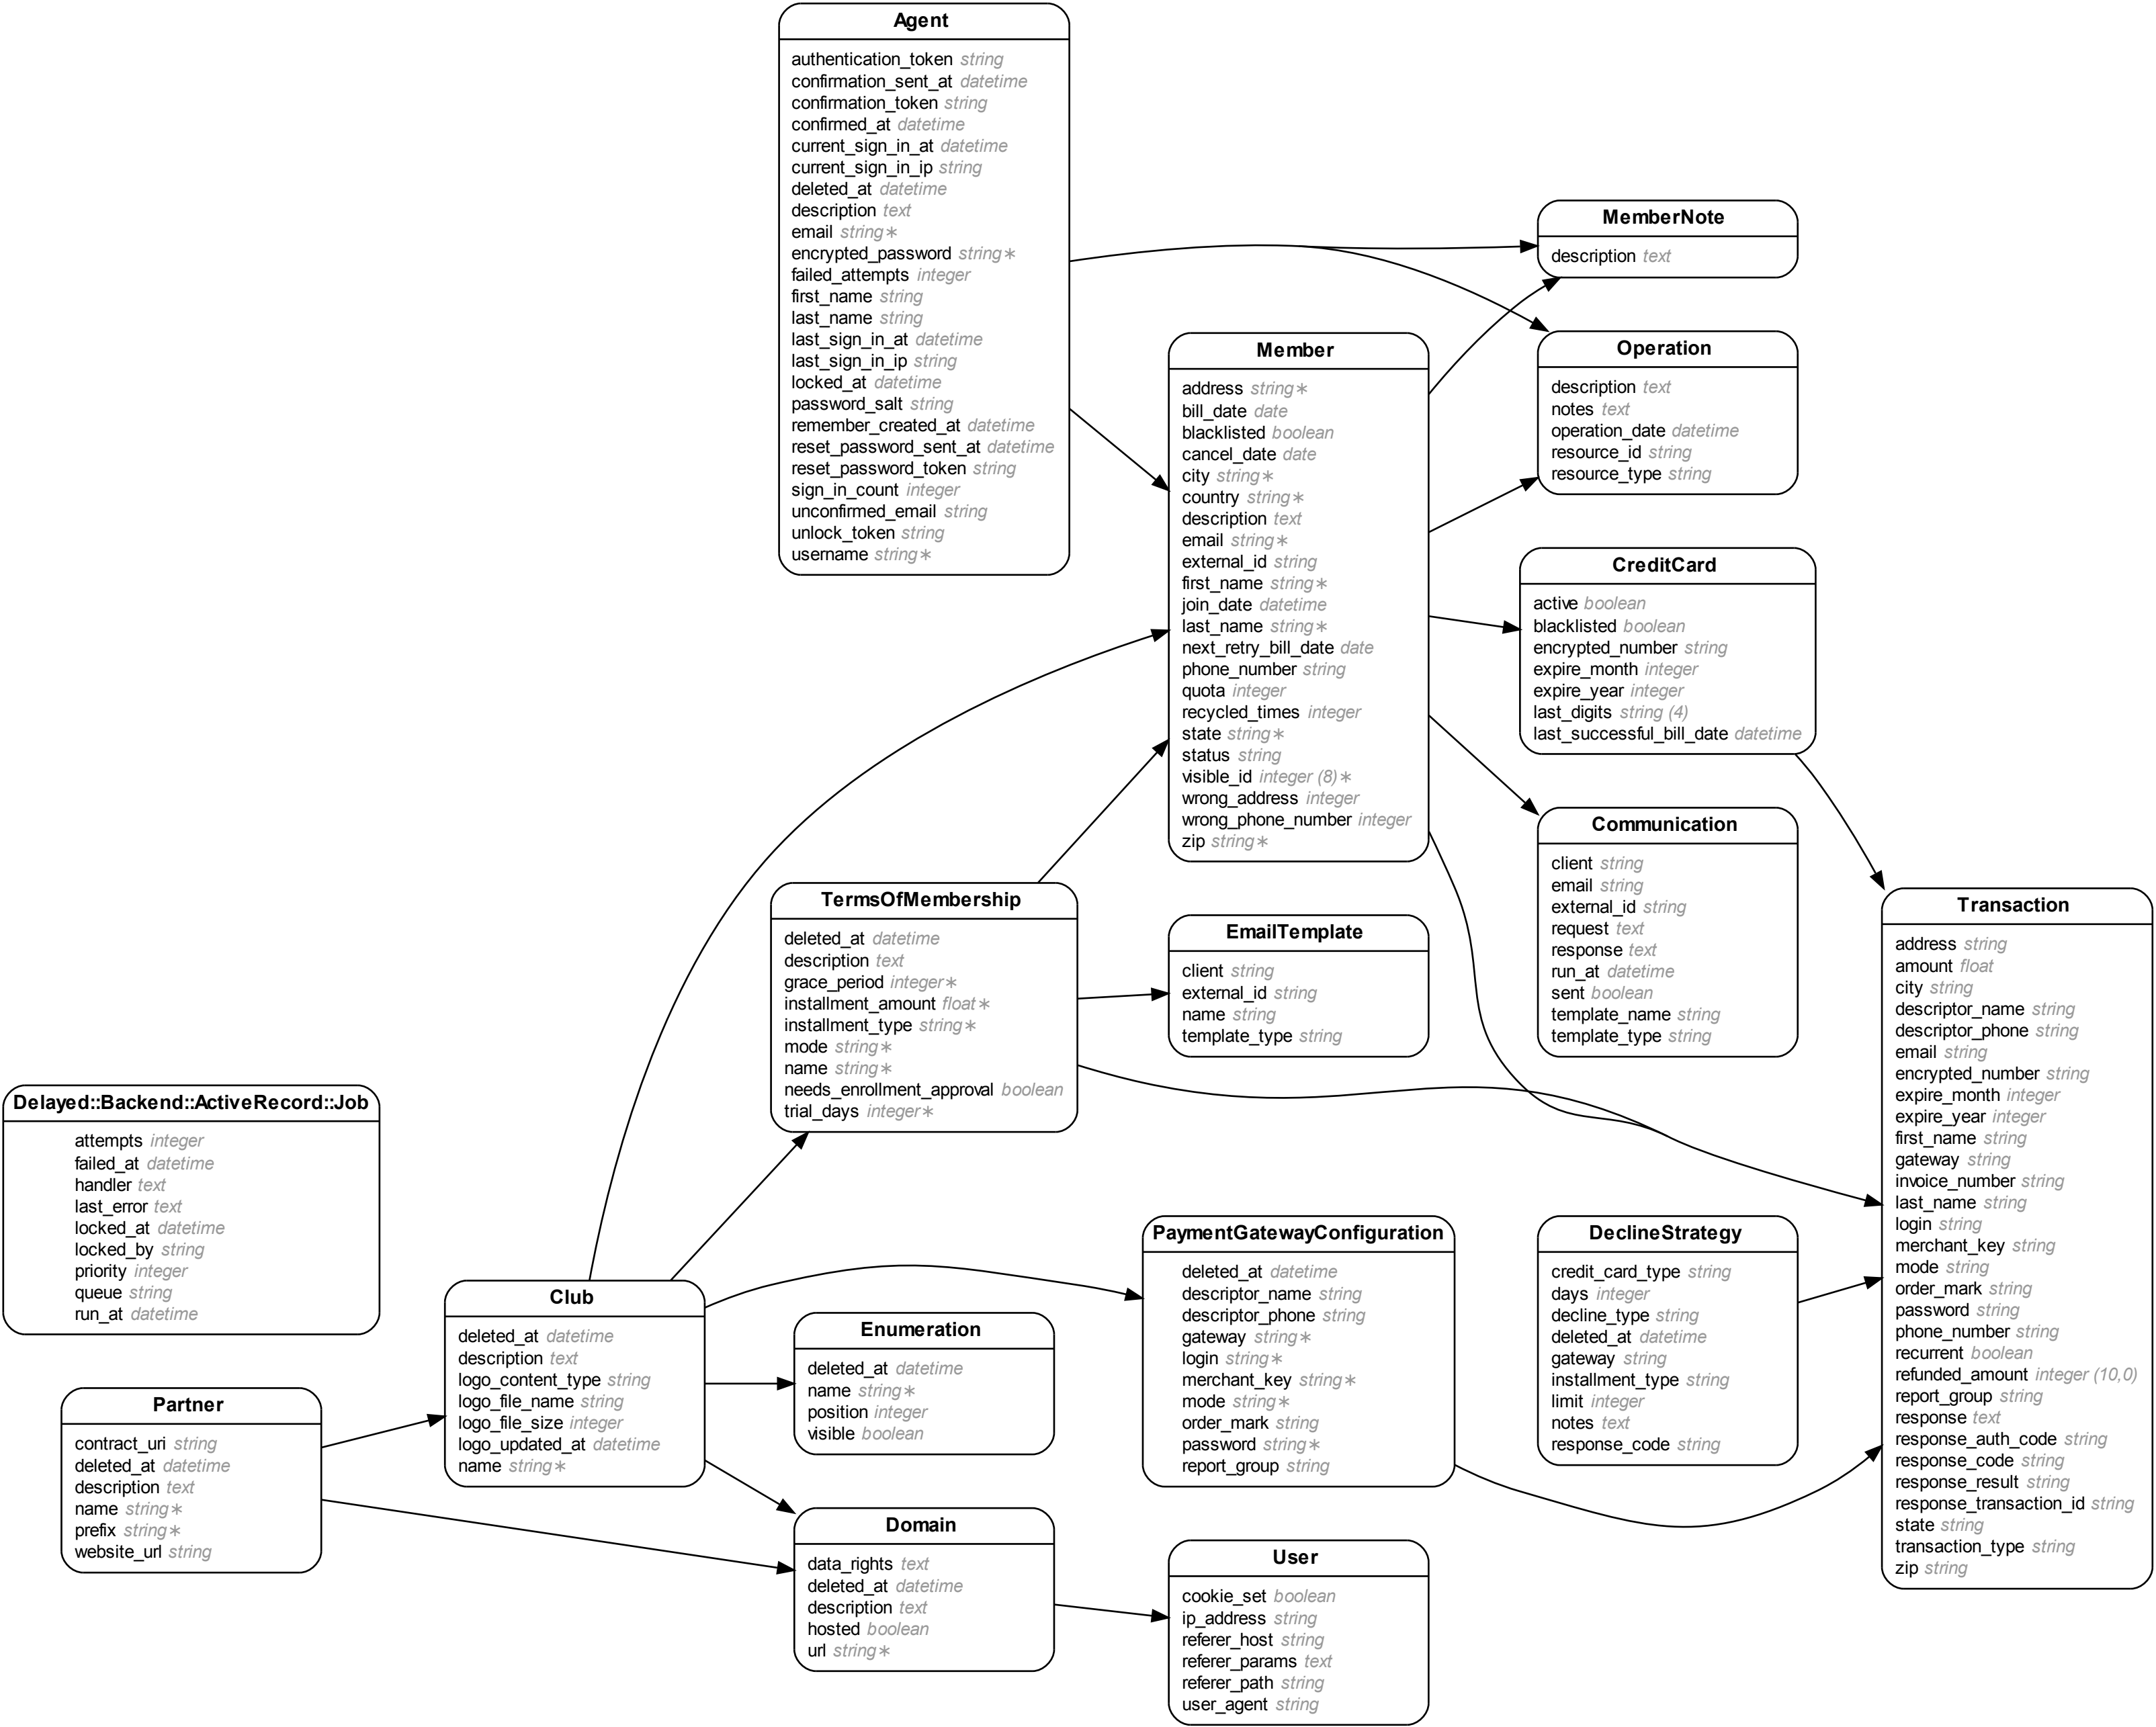 Agent
authentication_token string
confirmation_sent_at datetime
confirmation_token string
confirmed_at datetime
current_sign_in_at datetime
current_sign_in_ip string
deleted_at datetime
description text
email string∗
encrypted_password string∗
failed_attempts integer
first_name string
last_name string
last_sign_in_at datetime
last_sign_in_ip string
locked_at datetime
password_salt string
remember_created_at datetime
reset_password_sent_at datetime
reset_password_token string
sign_in_count integer
unconfirmed_email string
unlock_token string
username string∗
MemberNote
description text
Operation
description text
notes text
operation_date datetime
resource_id string
resource_type string
Member
address string∗
bill_date date
blacklisted boolean
cancel_date date
city string∗
country string∗
description text
email string∗
external_id string
first_name string∗
join_date datetime
last_name string∗
next_retry_bill_date date
phone_number string
quota integer
recycled_times integer
state string∗
status string
visible_id integer (8)∗
wrong_address integer
wrong_phone_number integer
zip string∗
CreditCard
active boolean
blacklisted boolean
encrypted_number string
expire_month integer
expire_year integer
last_digits string (4)
last_successful_bill_date datetime
Communication
client string
email string
external_id string
request text
response text
run_at datetime
sent boolean
template_name string
template_type string
TermsOfMembership
deleted_at datetime
description text
grace_period integer∗
installment_amount float∗
installment_type string∗
mode string∗
name string∗
needs_enrollment_approval boolean
trial_days integer∗
EmailTemplate
client string
external_id string
name string
template_type string
Transaction
address string
amount float
city string
descriptor_name string
descriptor_phone string
email string
encrypted_number string
expire_month integer
expire_year integer
first_name string
gateway string
invoice_number string
last_name string
login string
merchant_key string
mode string
order_mark string
password string
phone_number string
recurrent boolean
refunded_amount integer (10,0)
report_group string
response text
response_auth_code string
response_code string
response_result string
response_transaction_id string
state string
transaction_type string
zip string
Delayed::Backend::ActiveRecord::Job
attempts integer
failed_at datetime
handler text
last_error text
locked_at datetime
locked_by string
priority integer
queue string
run_at datetime
Club
deleted_at datetime
description text
logo_content_type string
logo_file_name string
logo_file_size integer
logo_updated_at datetime
name string∗
PaymentGatewayConfiguration
deleted_at datetime
descriptor_name string
descriptor_phone string
gateway string∗
login string∗
merchant_key string∗
mode string∗
order_mark string
password string∗
report_group string
DeclineStrategy
credit_card_type string
days integer
decline_type string
deleted_at datetime
gateway string
installment_type string
limit integer
notes text
response_code string
Enumeration
deleted_at datetime
name string∗
position integer
visible boolean
Partner
contract_uri string
deleted_at datetime
description text
name string∗
prefix string∗
website_url string
Domain
data_rights text
deleted_at datetime
description text
hosted boolean
url string∗
User
cookie_set boolean
ip_address string
referer_host string
referer_params text
referer_path string
user_agent string